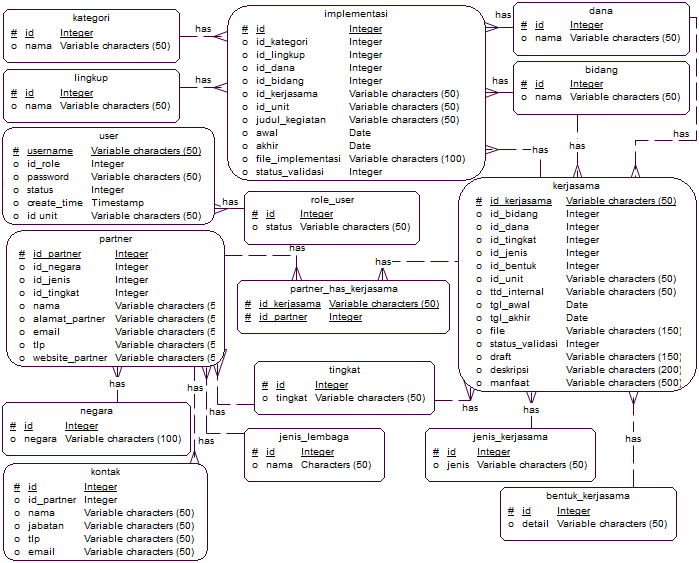 kategori
# id Integer
o nama Variable characters (50)
has
lingkup
# id Integer
o nama Variable characters (50)
has
implementasi
# id Integer
o id_kategori Integer
o id_lingkup Integer
o id_dana Integer
o id_bidang Integer
o id_kerjasama Variable characters (50)
o id_unit Variable characters (50)
o judul_kegiatan Variable characters (50)
o awal Date
o akhir Date
o file_implementasi Variable characters (100)
o status_validasi Integer
has
dana
# id Integer
o nama Variable characters (50)
has
bidang
# id Integer
o nama Variable characters (50)
has
has
has
user
# username Variable characters (50)
o id_role Integer
o password Variable characters (50)
o status Integer
o create_time Timestamp
o id unit Variable characters (50)
has
role_user
# id Integer
o status Variable characters (50)
kerjasama
# id_kerjasama Variable characters (50)
o id_bidang Integer
o id_dana Integer
o id_tingkat Integer
o id_jenis Integer
o id_bentuk Integer
o id_unit Variable characters (50)
o ttd_internal Variable characters (50)
o tgl_awal Date
o tgl_akhir Date
o file Variable characters (150)
o status_validasi Integer
o draft Variable characters (150)
o deskripsi Variable characters (200)
o manfaat Variable characters (500)
partner
# id_partner Integer
o id_negara Integer
o id_jenis Integer
o id_tingkat Integer
o nama Variable characters (5
o alamat_partner Variable characters (5
o email Variable characters (5
o tlp Variable characters (5
o website_partner Variable characters (5
has
has
partner_has_kerjasama
# id_kerjasama Variable characters (50)
# id_partner Integer
tingkat
# id Integer
o tingkat Variable characters (50)
has
has
has
negara
# id Integer
o negara Variable characters (100)
has
jenis_lembaga
# id Integer
o nama Characters (50)
has
jenis_kerjasama
# id Integer
o jenis Variable characters (50)
has
has
kontak
# id Integer
o id_partner Integer
o nama Variable characters (50)
o jabatan Variable characters (50)
o tlp Variable characters (50)
o email Variable characters (50)
has
bentuk_kerjasama
# id Integer
o detail Variable characters (50)